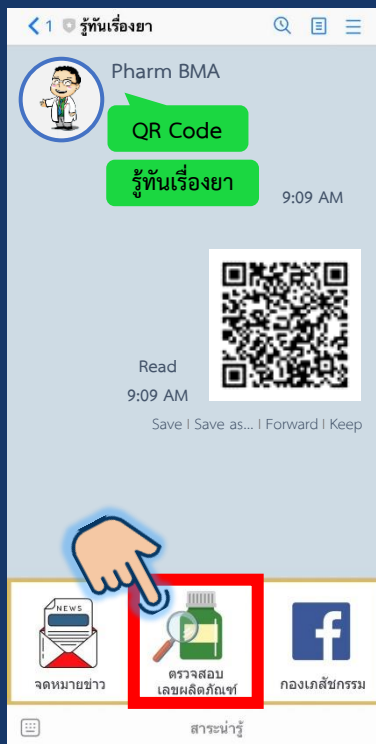 1 รู้ทันเรื่องยา
Pharm BMA
QR Code
รู้ทันเรื่องยา
9:09 AM
Read
9:09 AM
Save | Save as... | Forward | Keep
NEWS
จดหมายข่าว
ตรวจสอบ
เลขผลิตภัณฑ์
f
กองเภสัชกรรม
สาระน่ารู้